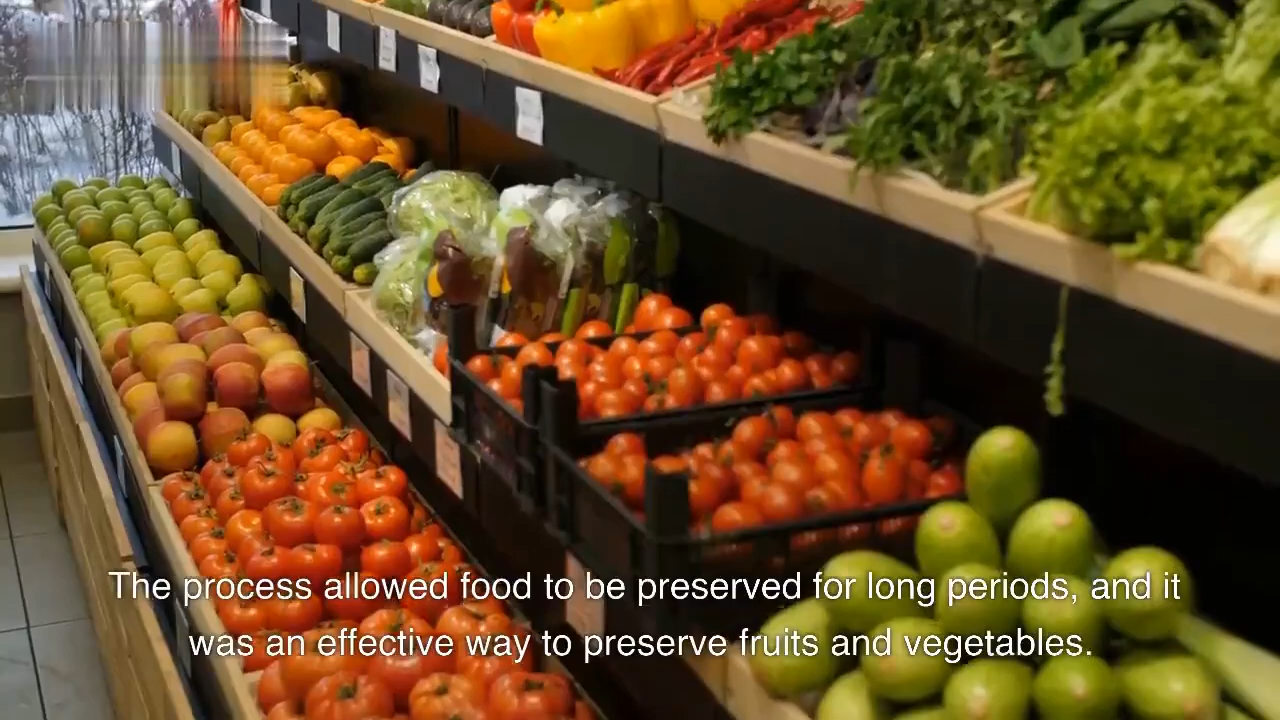 The process allowed food to be preserved for long periods, and it
was an effective way to preserve fruits and vegetables.